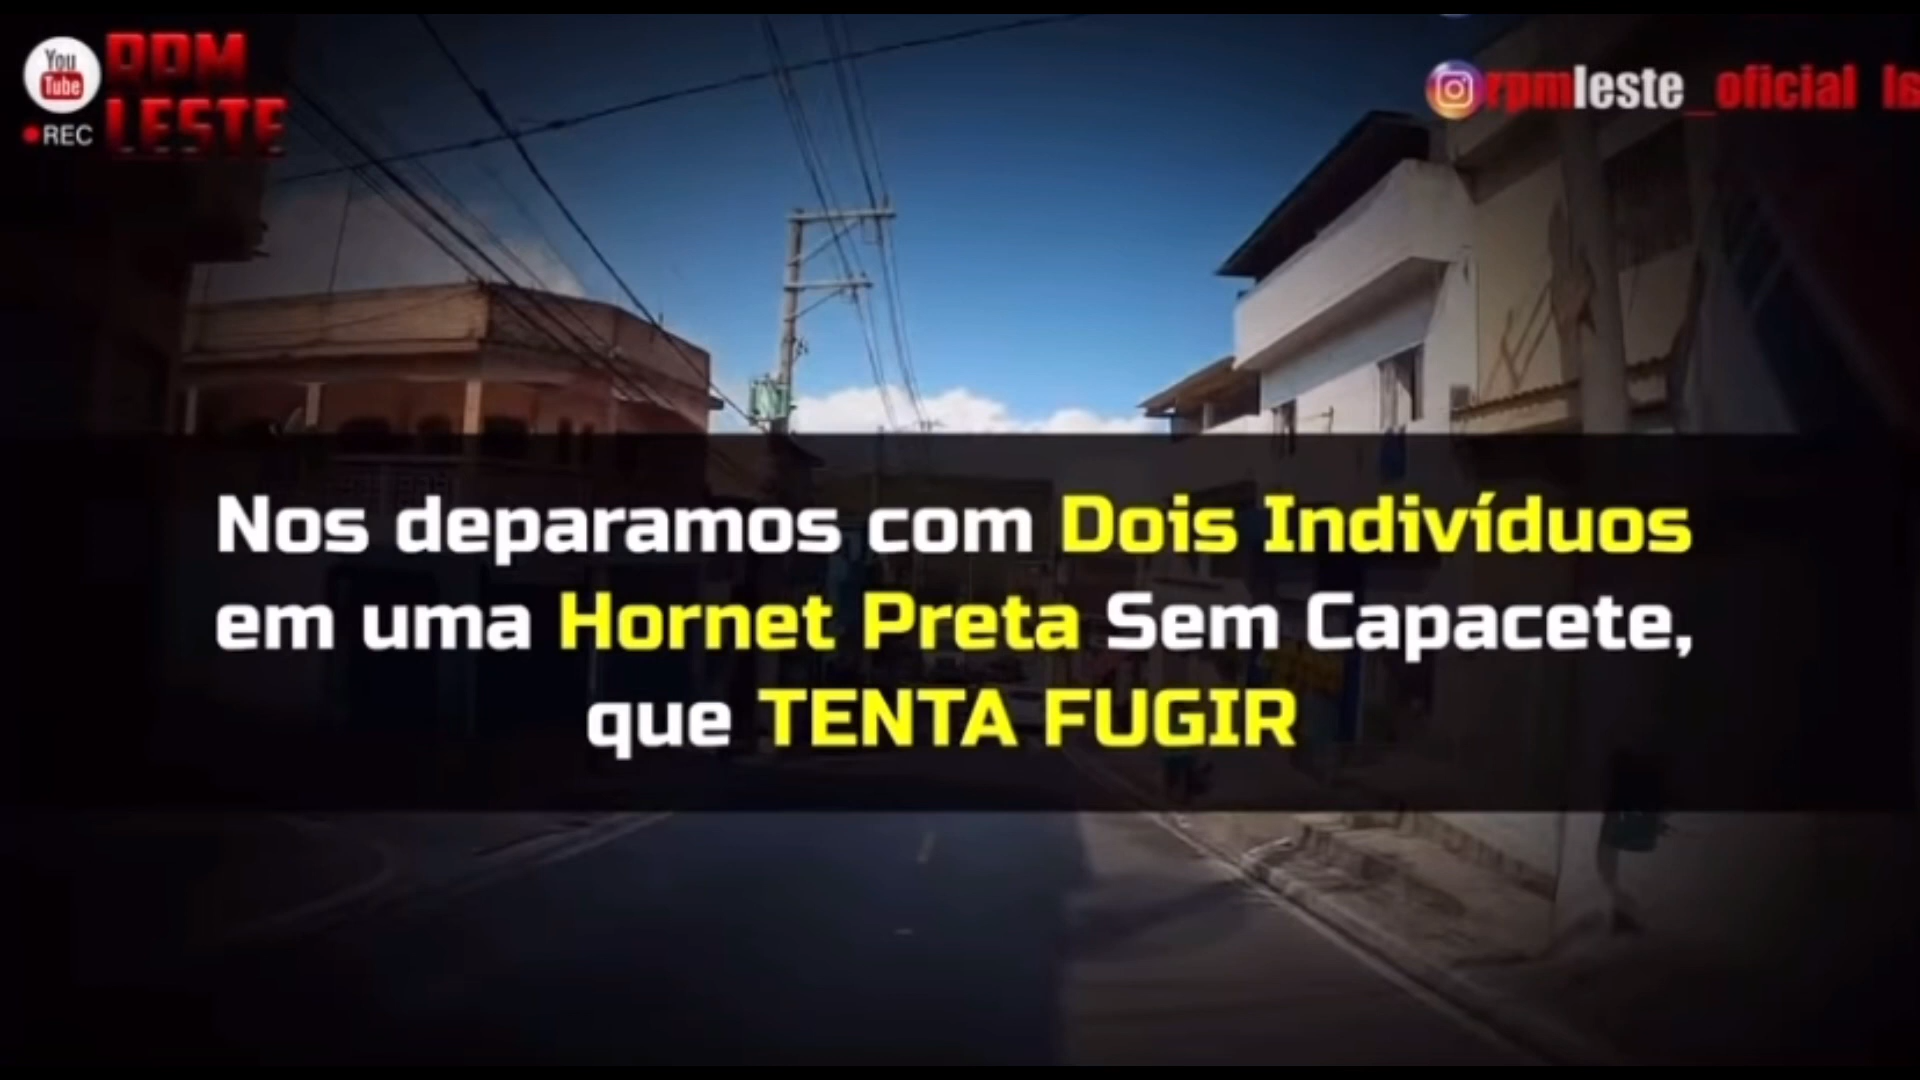 You
Tube
RPM
LESTE
REC
rpmleste_oficial_la
Nos deparamos com Dois Indivíduos
em uma Hornet Preta Sem Capacete,
que TENTA FUGIR